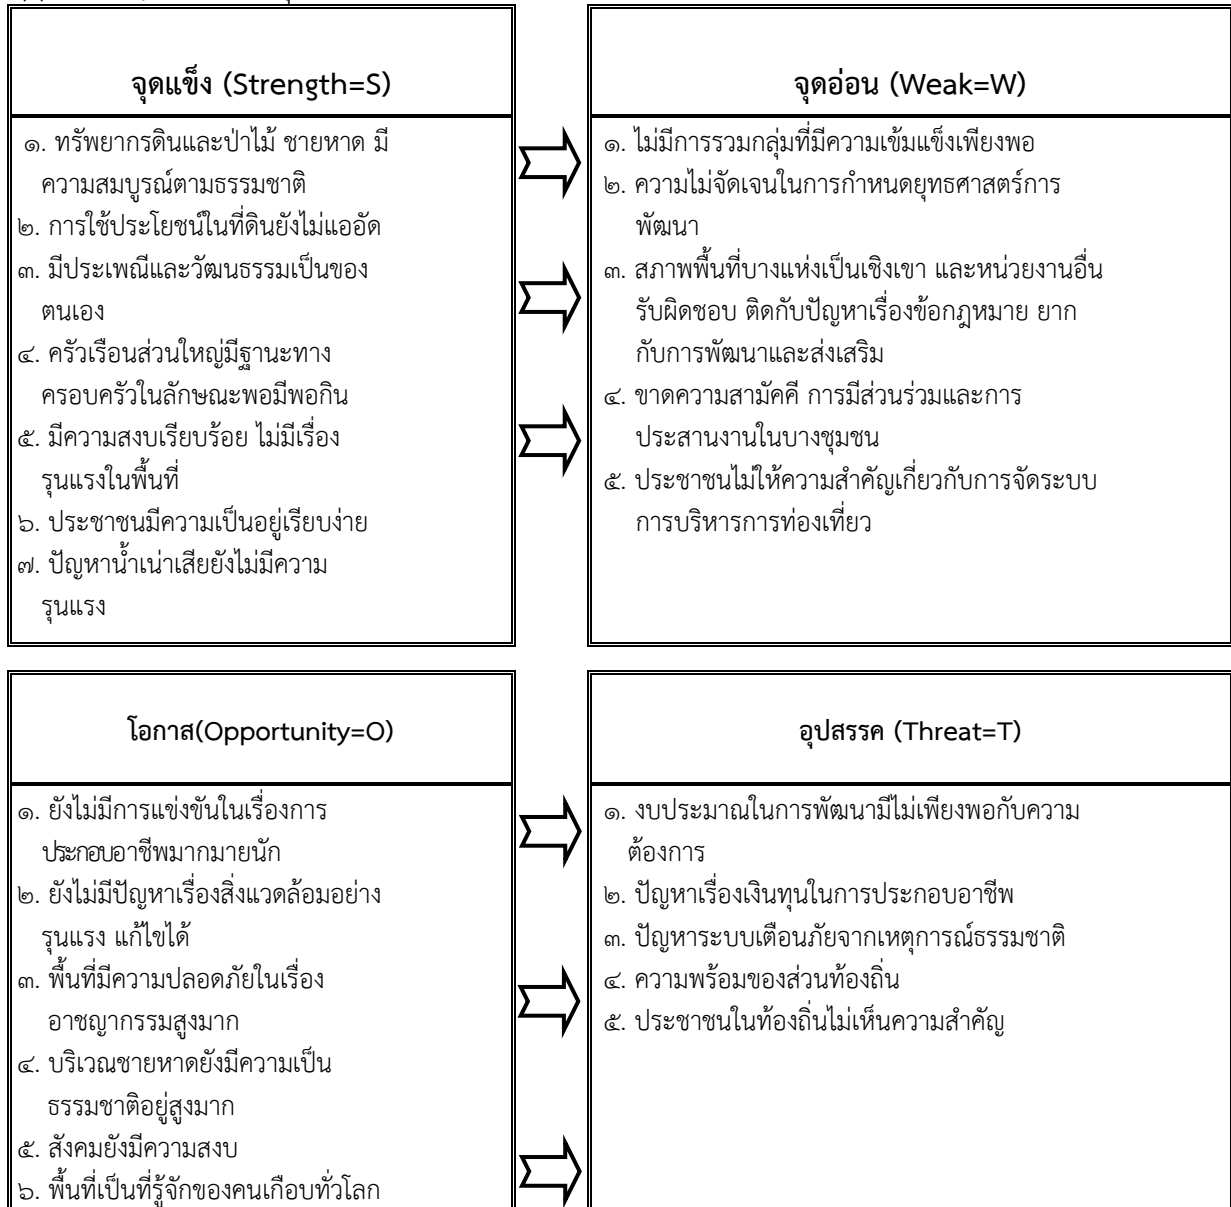 จุดแข็ง (Strength=S)
๑. ทรัพยากรดินและป่าไม้ ชายหาด มี
ความสมบูรณ์ตามธรรมชาติ
๒. การใช้ประโยชน์ในที่ดินยังไม่แออัด
๓. มีประเพณีและวัฒนธรรมเป็นของ
ตนเอง
๔. ครัวเรือนส่วนใหญ่มีฐานะทาง
ครอบครัวในลักษณะพอมีพอกิน
๕. มีความสงบเรียบร้อย ไม่มีเรื่อง
รุนแรงในพื้นที่
๖. ประชาชนมีความเป็นอยู่เรียบง่าย
๗. ปัญหาน้ำเน่าเสียยังไม่มีความ
รุนแรง
จุดอ่อน (Weak=W)
๑. ไม่มีการรวมกลุ่มที่มีความเข้มแข็งเพียงพอ
๒. ความไม่จัดเจนในการกำหนดยุทธศาสตร์การ
พัฒนา
๓. สภาพพื้นที่บางแห่งเป็นเชิงเขา และหน่วยงานอื่น
รับผิดชอบ ติดกับปัญหาเรื่องข้อกฎหมาย ยาก
กับการพัฒนาและส่งเสริม
๔. ขาดความสามัคคี การมีส่วนร่วมและการ
ประสานงานในบางชุมชน
๕. ประชาชนไม่ให้ความสำคัญเกี่ยวกับการจัดระบบ
การบริหารการท่องเที่ยว
โอกาส(Opportunity=O)
๑. ยังไม่มีการแข่งขันในเรื่องการ
ประกอบอาชีพมากมายนัก
๒. ยังไม่มีปัญหาเรื่องสิ่งแวดล้อมอย่าง
รุนแรง แก้ไขได้
๓. พื้นที่มีความปลอดภัยในเรื่อง
อาชญากรรมสูงมาก
๔. บริเวณชายหาดยังมีความเป็น
ธรรมชาติอยู่สูงมาก
๕. สังคมยังมีความสงบ
๖. พื้นที่เป็นที่รู้จักของคนเกือบทั่วโลก
อุปสรรค (Threat=T)
๑. งบประมาณในการพัฒนามีไม่เพียงพอกับความ
ต้องการ
๒. ปัญหาเรื่องเงินทุนในการประกอบอาชีพ
๓. ปัญหาระบบเตือนภัยจากเหตุการณ์ธรรมชาติ
๔. ความพร้อมของส่วนท้องถิ่น
๕. ประชาชนในท้องถิ่นไม่เห็นความสำคัญ